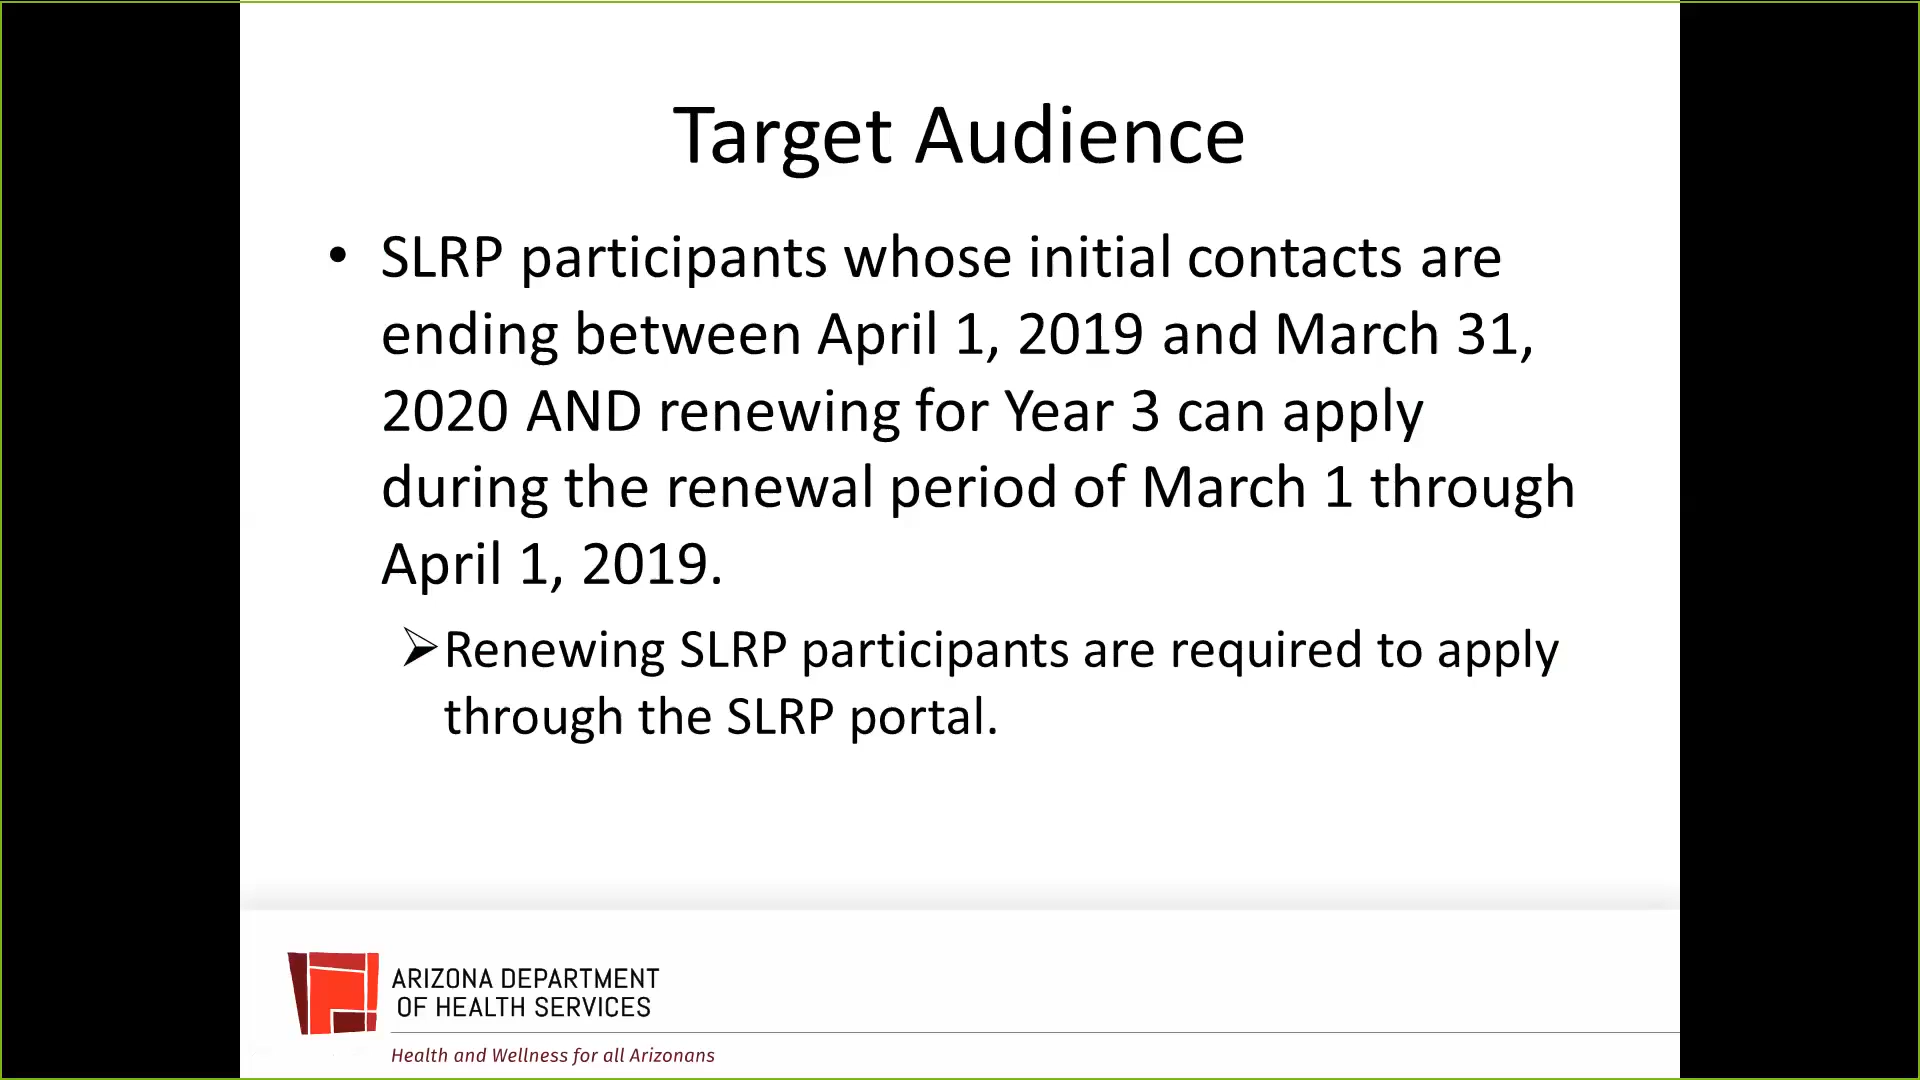 Target Audience
• SLRP participants whose initial contacts are
ending between April 1, 2019 and March 31,
2020 AND renewing for Year 3 can apply
during the renewal period of March 1 through
April 1, 2019.
➢Renewing SLRP participants are required to apply
through the SLRP portal.
ARIZONA DEPARTMENT
OF HEALTH SERVICES
Health and Wellness for all Arizonans